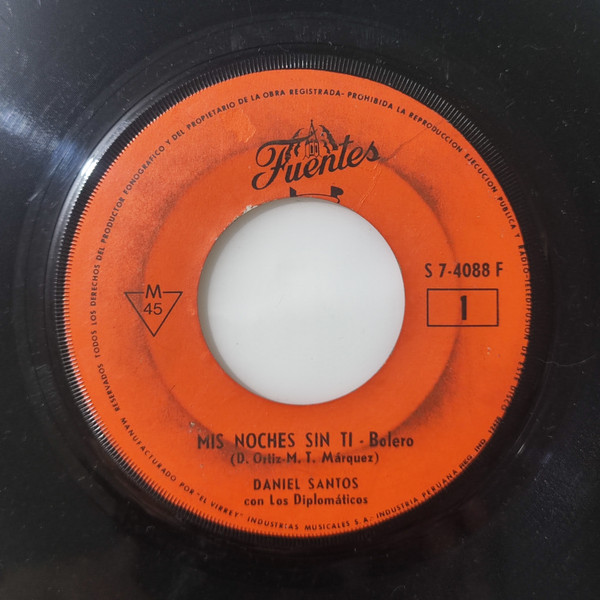 RESERVADOS TODOS LOS DERECHOS DEL PRODUCTOR FONOGRAFICO Y DEL PROPIETARIO DE LA OBRA REGISTRADA- PROHIBIDA LA REPRODUCCION EJECUCION PUBLICA Y RADIO-TELEDIFUSION DE
Fuentes
M
45
S 7-4088 F
1
MIS NOCHES SIN TI - Bolero
(D. Ortiz-M. T. Márquez)
DANIEL SANTOS
con Los Diplomáticos
MANUFACTURADO POR "EL VIRREY" INDUSTRIAS MUSICALES S.A. INDUSTRIA PERUANA